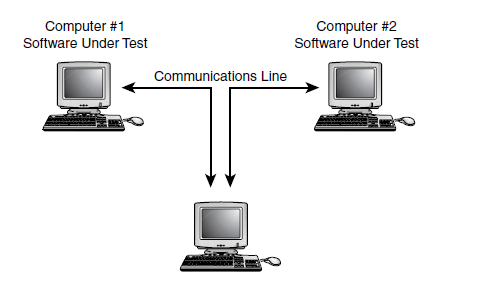 Computer #1
Software Under Test
Computer #2
Software Under Test
Communications Line